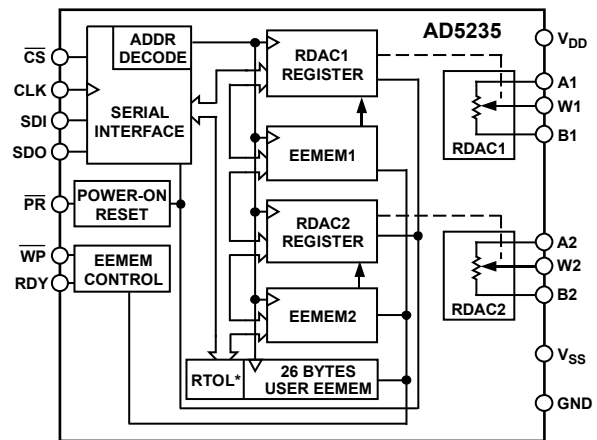 AD5235
CS
CLK
SDI
SDO
PR
WP
RDY
ADDR
DECODE
SERIAL
INTERFACE
POWER-ON
RESET
EEMEM
CONTROL
RDAC1
REGISTER
EEMEM1
RDAC2
REGISTER
EEMEM2
RTOL*
26 BYTES
USER EEMEM
RDAC1
RDAC2
VDD
A1
W1
B1
A2
W2
B2
VSS
GND